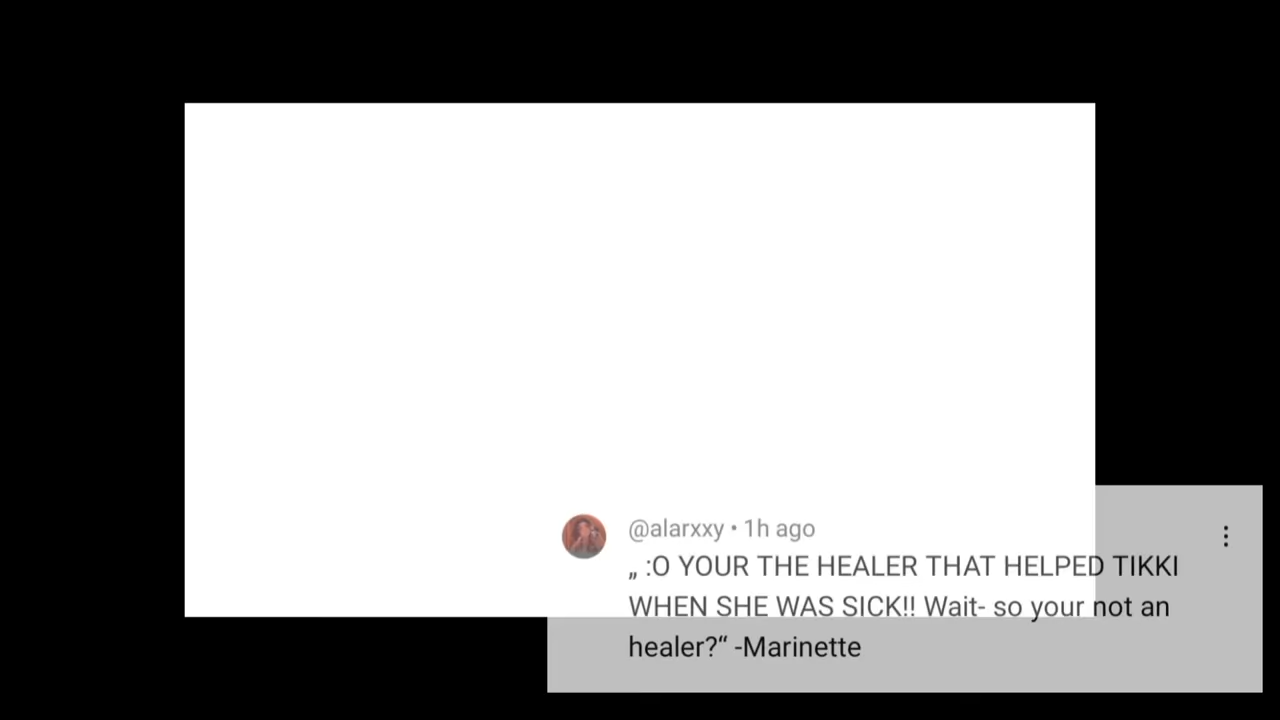 @alarxxy • 1h ago
„ :O YOUR THE HEALER THAT HELPED TIKKI
WHEN SHE WAS SICK!! Wait- so your not an
healer?“ -Marinette